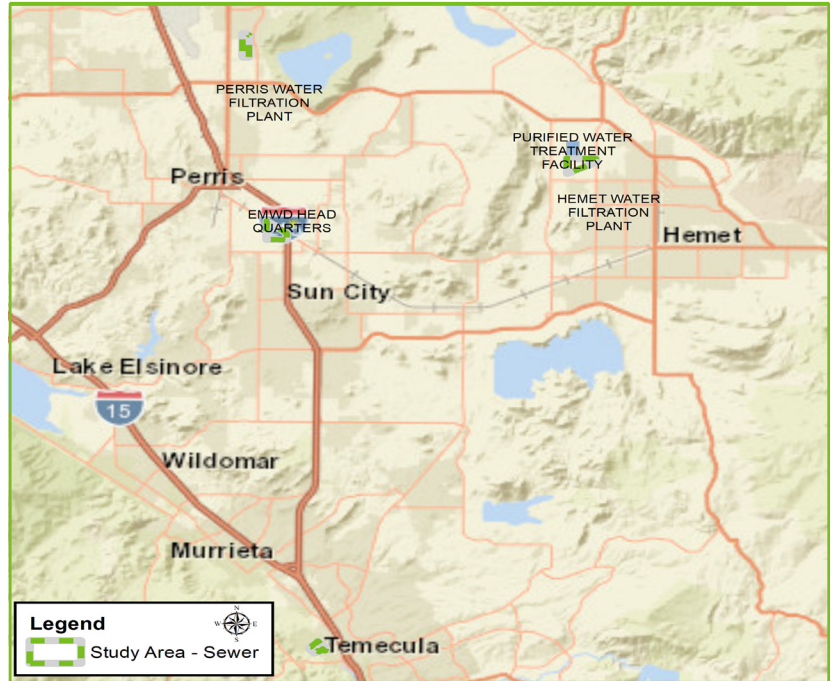 PERRIS WATER
FILTRATION
PLANT
PURIFIED WATER
TREATMENT
FACILITY
Perris
HEMET WATER
FILTRATION
PLANT
EMWD HEAD
QUARTERS
Hemet
Sun City
Lake Elsinore
15
Wildomar
Murrieta
Legend
N
W E
S
Study Area - Sewer
Temecula